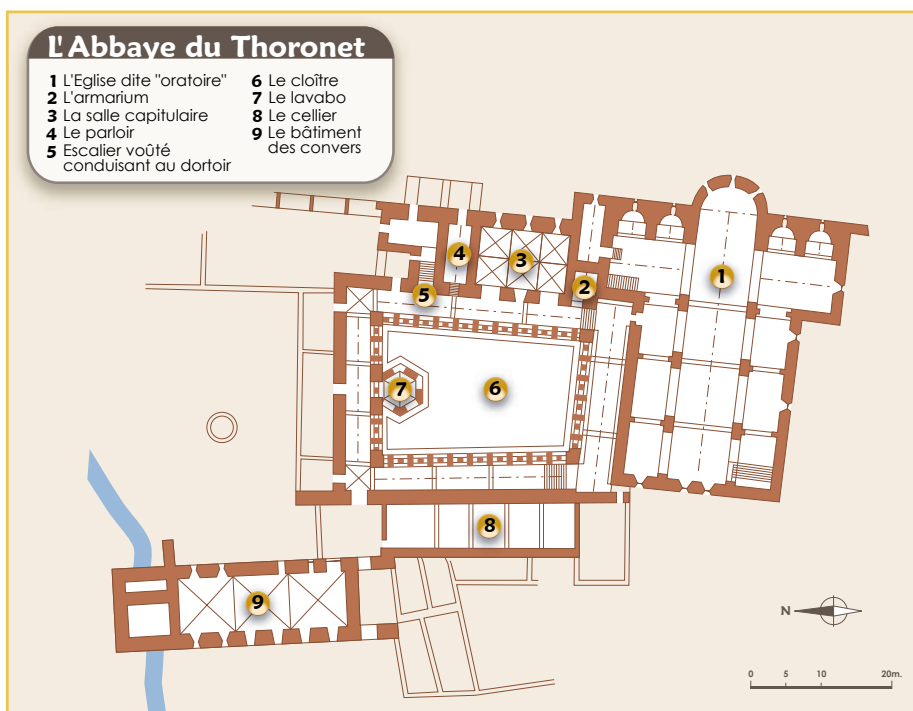 L'Abbaye du Thoronet
1 L'Eglise dite "oratoire"
2 L'armarium
3 La salle capitulaire
4 Le parloir
5 Escalier voûté
conduisant au dortoir
6 Le cloître
7 Le lavabo
8 Le cellier
9 Le bâtiment
des convers
4
3
1
2
5
7
6
8
9
N
0 5 10 20m.